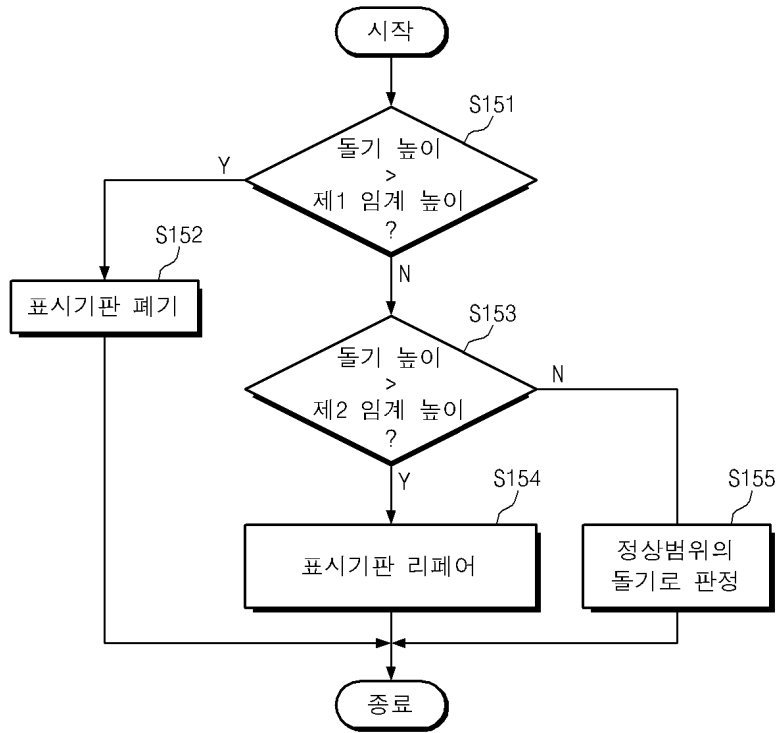 시작
S151
돌기 높이
>
제1 임계 높이
?
Y
N
S152
표시기판 폐기
S153
돌기 높이
>
제2 임계 높이
?
N
Y
S154
표시기판 리페어
S155
정상범위의
돌기로 판정
종료